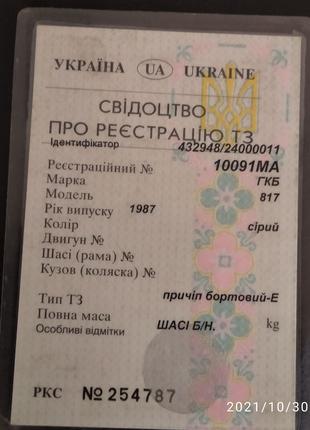 УКРАЇНА UA UKRAINE
СВІДОЦТВО
ПРО РЕЄСТРАЦІЮ ТЗ
Ідентифікатор 432948/24000011
Реєстраційний № 10091МА
Марка ГКБ
Модель 817
Рік випуску 1987
Колір сірий
Двигун №
Шасі (рама) №
Кузов (коляска) №
Тип ТЗ причіп бортовий-Е
Повна маса kg
Особливі відмітки ШАСІ Б/Н.
РКС №254787
2021/10/30